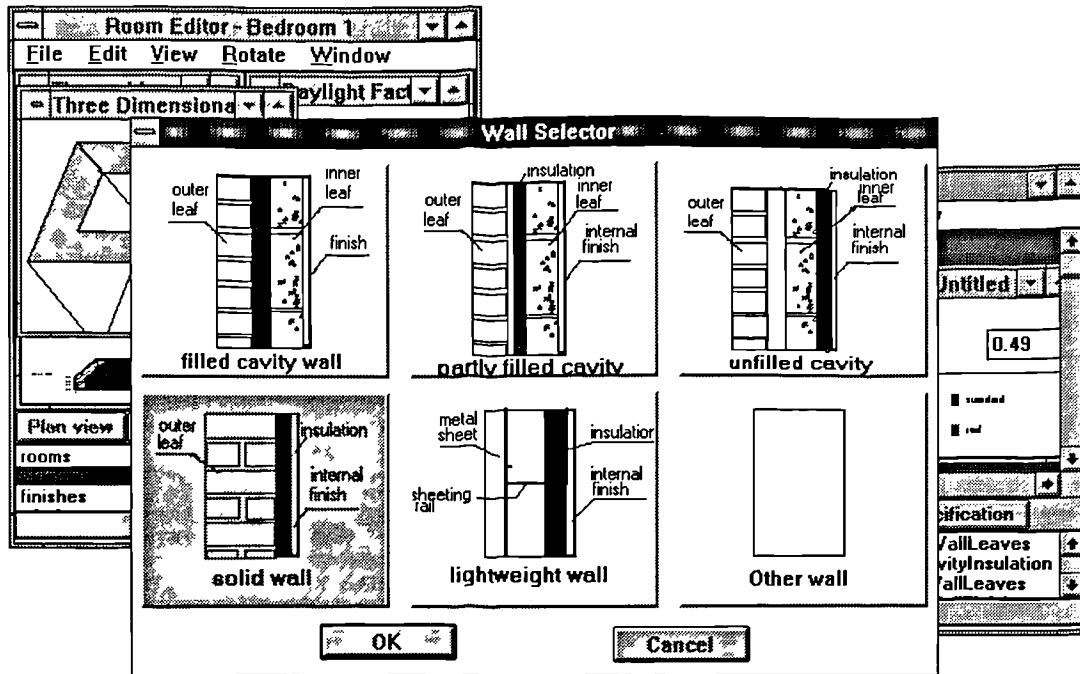 Room Editor - Bedroom 1
File Edit View Rotate Window
Daylight Fact
Three Dimensiona
Wall Selector
outer leaf
inner leaf
finish
filled cavity wall
insulation
outer leaf
inner leaf
internal finish
partly filled cavity
insulation
outer leaf
inner leaf
internal finish
unfilled cavity
outer leaf
insulation
internal finish
solid wall
metal sheet
insulation
sheeting rail
internal finish
lightweight wall
Other wall
OK
Cancel
Plan view
rooms
finishes
Untitled
0.49
cification
WallLeaves
vityInsulation
WallLeaves